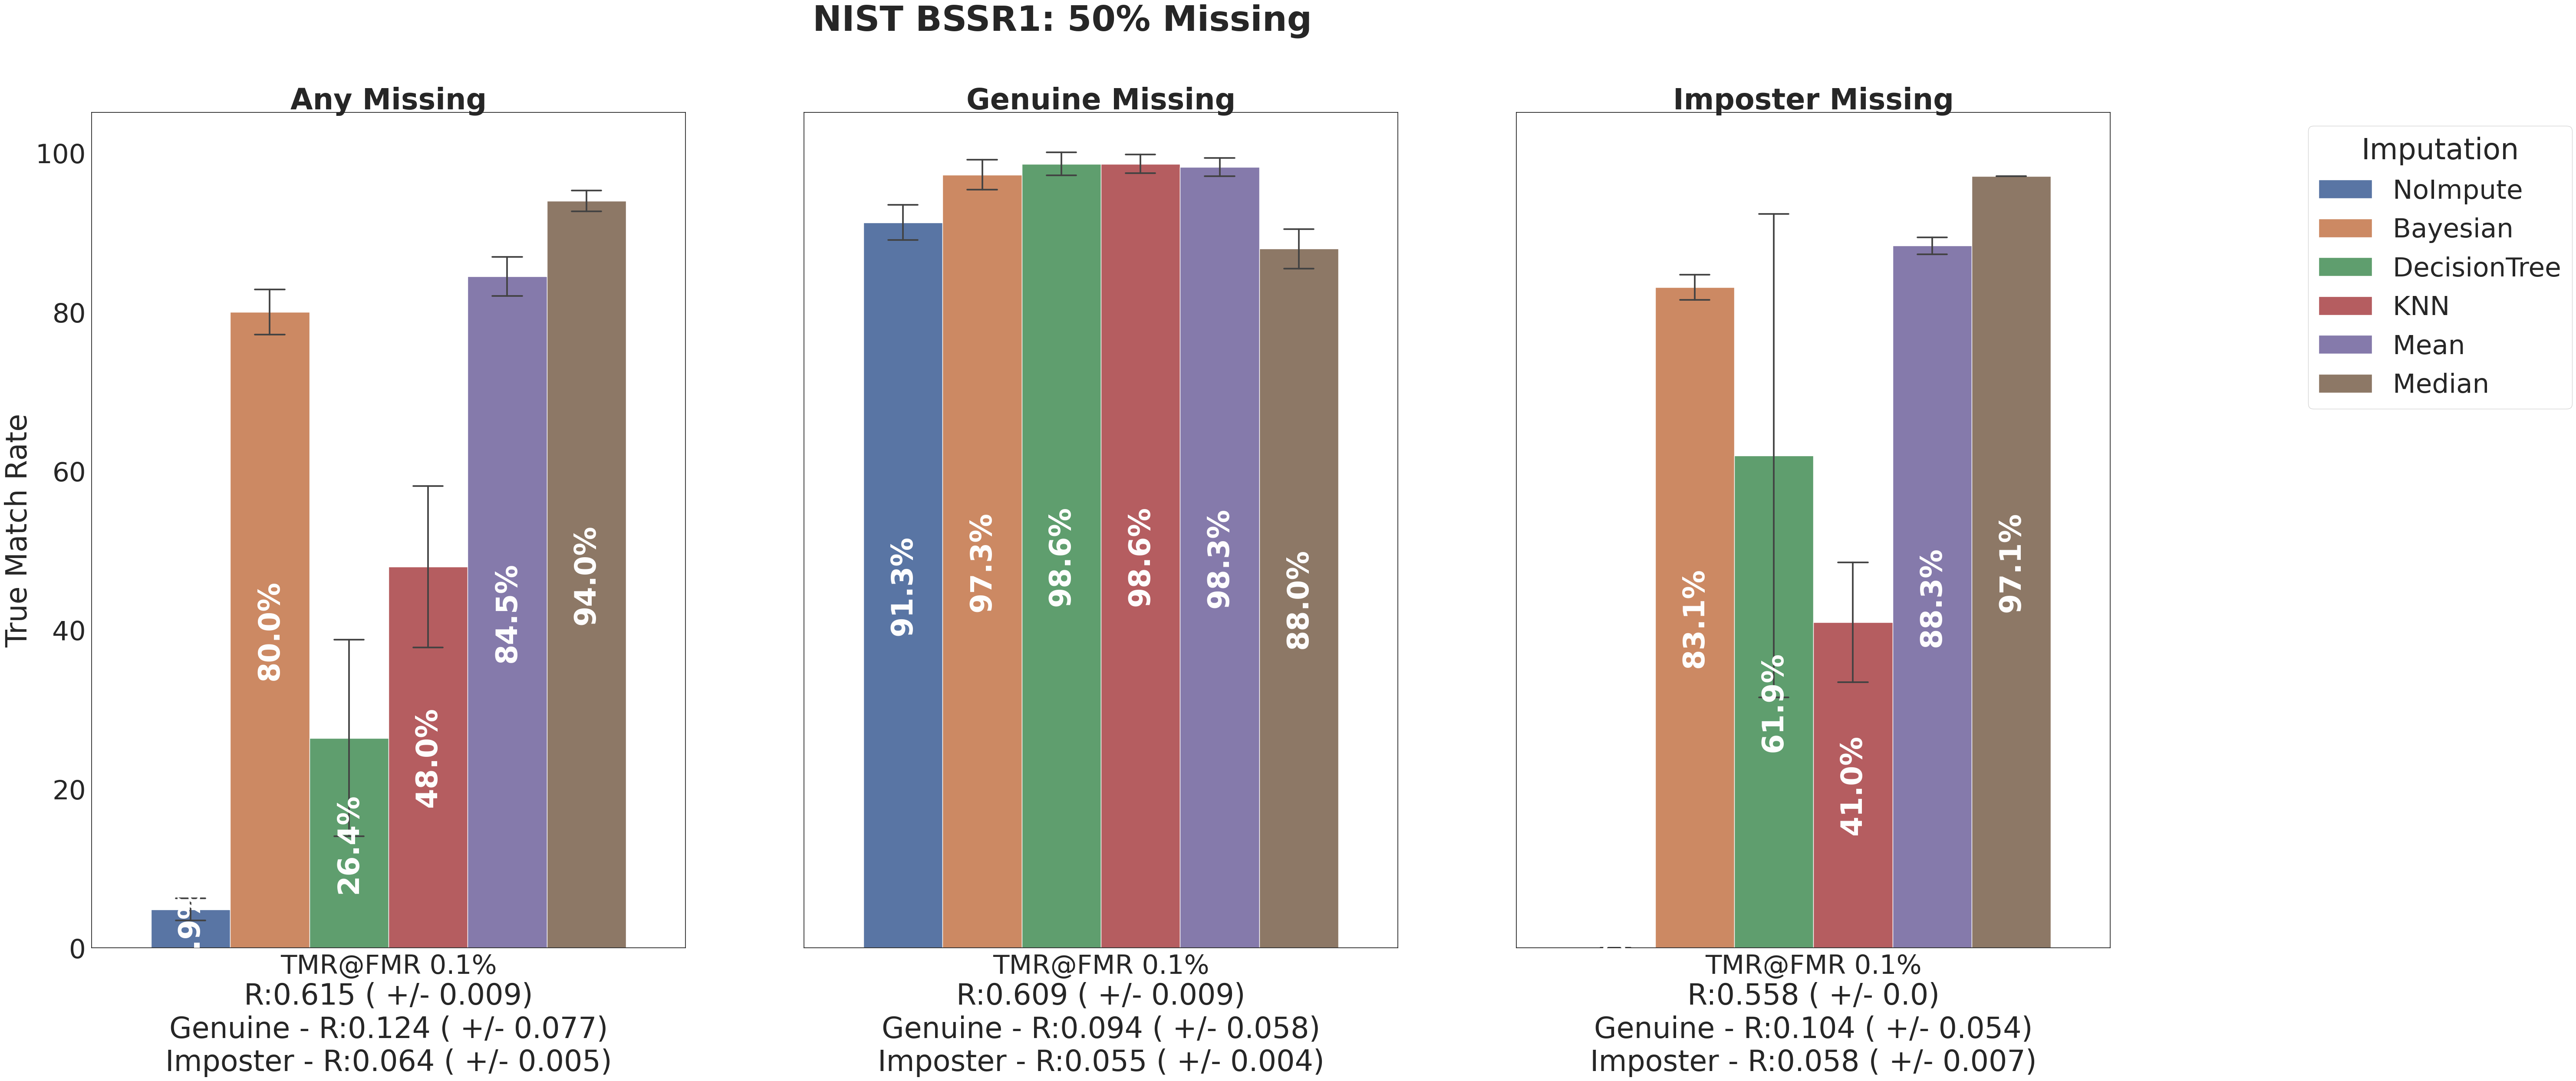 NIST BSSR1: 50% Missing
Any Missing
Genuine Missing
Imposter Missing
True Match Rate
100
80
60
40
20
0
80.0%
26.4%
48.0%
84.5%
94.0%
91.3%
97.3%
98.6%
98.6%
98.3%
88.0%
83.1%
61.9%
41.0%
88.3%
97.1%
TMR@FMR 0.1%
R:0.615 ( +/- 0.009)
Genuine - R:0.124 ( +/- 0.077)
Imposter - R:0.064 ( +/- 0.005)
TMR@FMR 0.1%
R:0.609 ( +/- 0.009)
Genuine - R:0.094 ( +/- 0.058)
Imposter - R:0.055 ( +/- 0.004)
TMR@FMR 0.1%
R:0.558 ( +/- 0.0)
Genuine - R:0.104 ( +/- 0.054)
Imposter - R:0.058 ( +/- 0.007)
Imputation
NoImpute
Bayesian
DecisionTree
KNN
Mean
Median